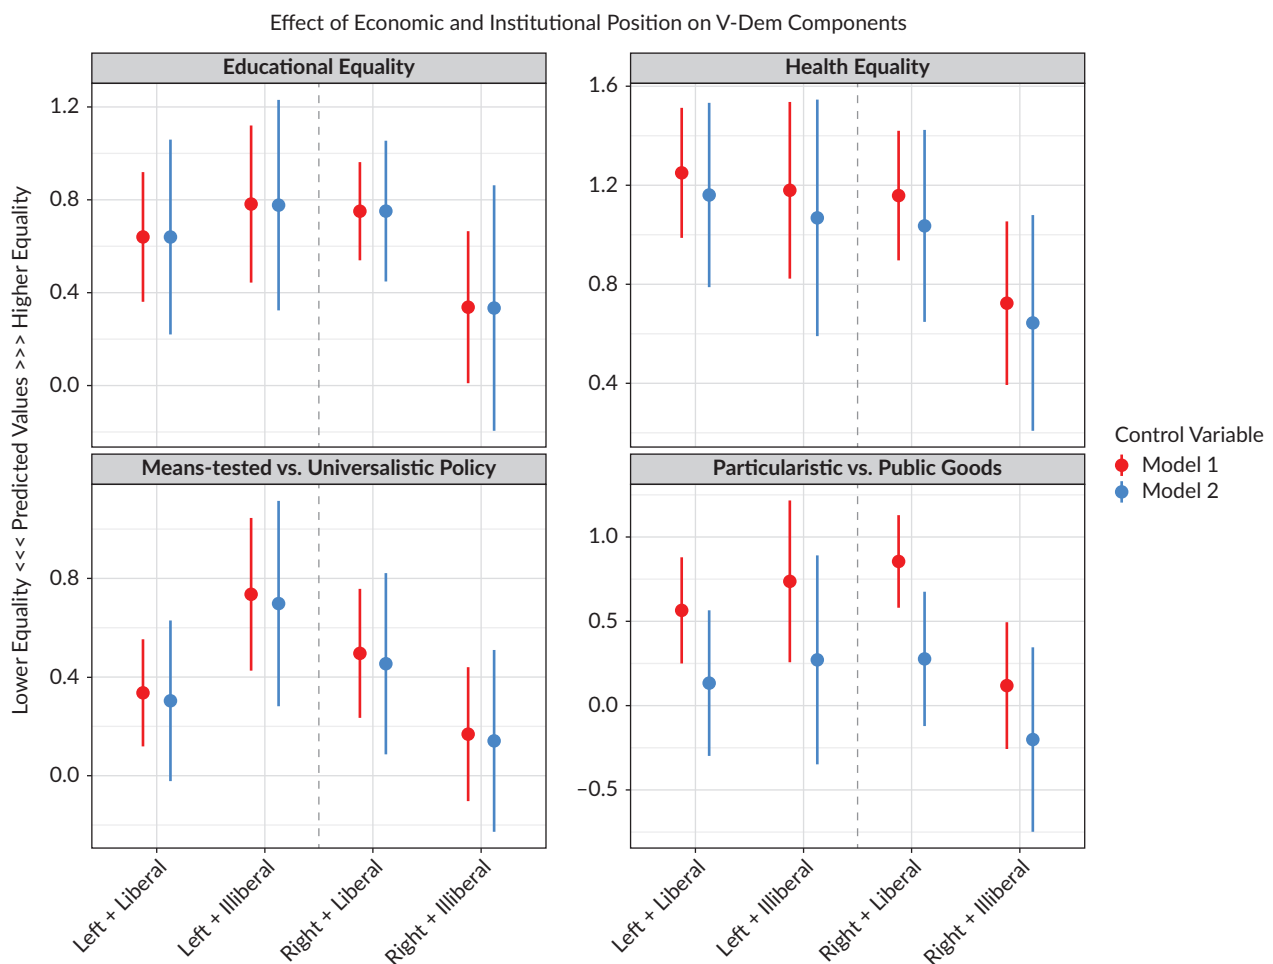 Effect of Economic and Institutional Position on V-Dem Components
Lower Equality <<< Predicted Values >>> Higher Equality
Educational Equality
1.2
0.8
0.4
0.0
Health Equality
1.6
1.2
0.8
0.4
Means-tested vs. Universalistic Policy
0.8
0.4
0.0
Left + Liberal
Left + Illiberal
Right + Liberal
Right + Illiberal
Particularistic vs. Public Goods
1.0
0.5
0.0
−0.5
Left + Liberal
Left + Illiberal
Right + Liberal
Right + Illiberal
Control Variable
Model 1
Model 2